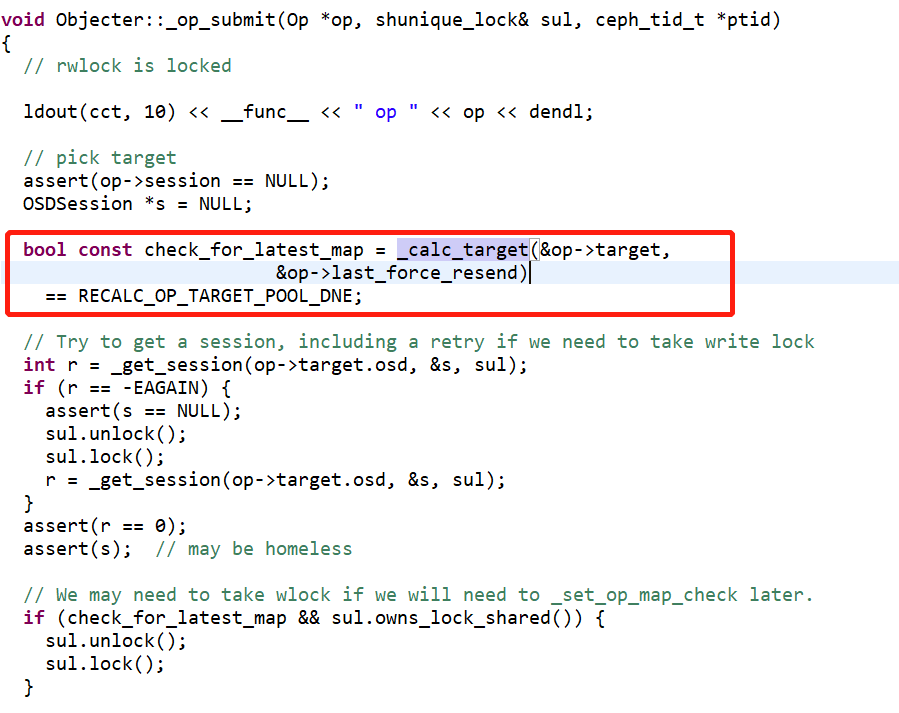 void Objecter::_op_submit(Op *op, shunique_lock& sul, ceph_tid_t *ptid)
{
  // rwlock is locked

  ldout(cct, 10) << __func__ << " op " << op << dendl;

  // pick target
  assert(op->session == NULL);
  OSDSession *s = NULL;

  bool const check_for_latest_map = _calc_target(&op->target,
                       &op->last_force_resend)
    == RECALC_OP_TARGET_POOL_DNE;

  // Try to get a session, including a retry if we need to take write lock
  int r = _get_session(op->target.osd, &s, sul);
  if (r == -EAGAIN) {
    assert(s == NULL);
    sul.unlock();
    sul.lock();
    r = _get_session(op->target.osd, &s, sul);
  }
  assert(r == 0);
  assert(s);  // may be homeless

  // We may need to take wlock if we will need to _set_op_map_check later.
  if (check_for_latest_map && sul.owns_lock_shared()) {
    sul.unlock();
    sul.lock();
  }